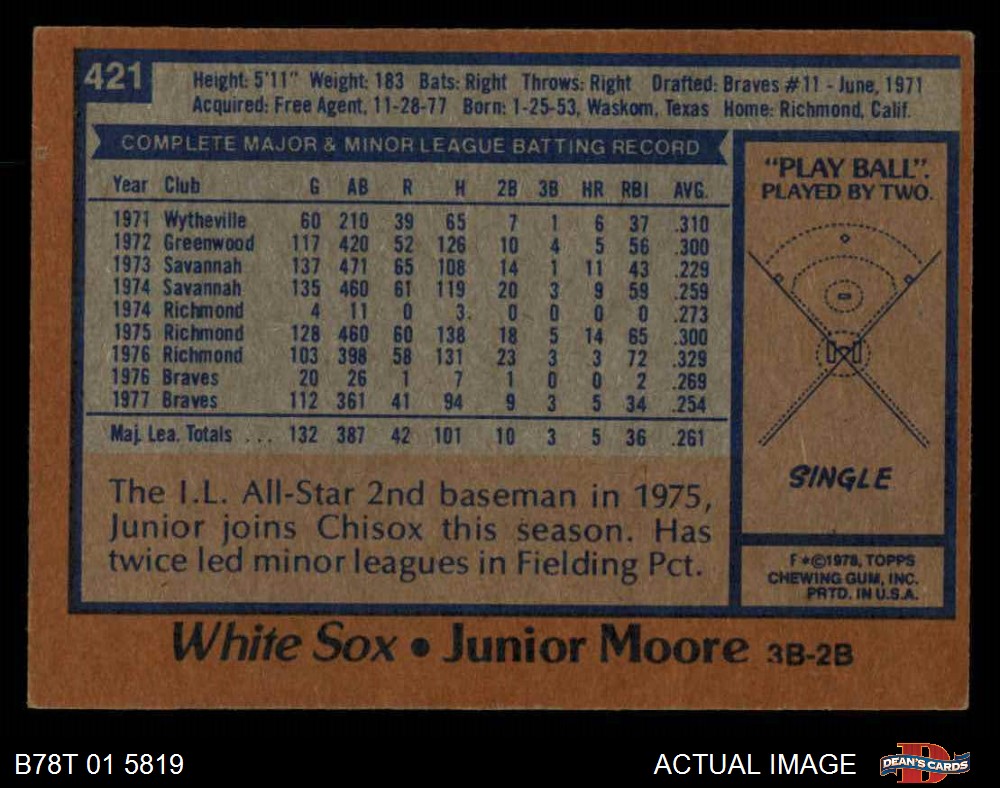 421
Height: 5'11" Weight: 183 Bats: Right Throws: Right Drafted: Braves #11 - June, 1971
Acquired: Free Agent, 11-28-77 Born: 1-25-53, Waskom, Texas Home: Richmond, Calif.
COMPLETE MAJOR & MINOR LEAGUE BATTING RECORD
Year Club G AB R H 2B 3B HR RBI AVG.
1971 Wytheville 60 210 39 65 7 1 6 37 .310
1972 Greenwood 117 420 52 126 10 4 5 56 .300
1973 Savannah 137 471 65 108 14 1 11 43 .229
1974 Savannah 135 460 61 119 20 3 9 59 .259
1974 Richmond 4 11 0 3. 0 0 0 0 .273
1975 Richmond 128 460 60 138 18 5 14 65 .300
1976 Richmond 103 398 58 131 23 3 3 72 .329
1976 Braves 20 26 1 7 1 0 0 2 .269
1977 Braves 112 361 41 94 9 3 5 34 .254
Maj. Lea. Totals ... 132 387 42 101 10 3 5 36 .261
The I.L. All-Star 2nd baseman in 1975,
Junior joins Chisox this season. Has
twice led minor leagues in Fielding Pct.
"PLAY BALL".
PLAYED BY TWO.
SINGLE
F*©1978, TOPPS
CHEWING GUM, INC.
PRTD. IN U.S.A.
White Sox • Junior Moore 3B-2B
B78T 01 5819
ACTUAL IMAGE
D
DEAN'S CARDS